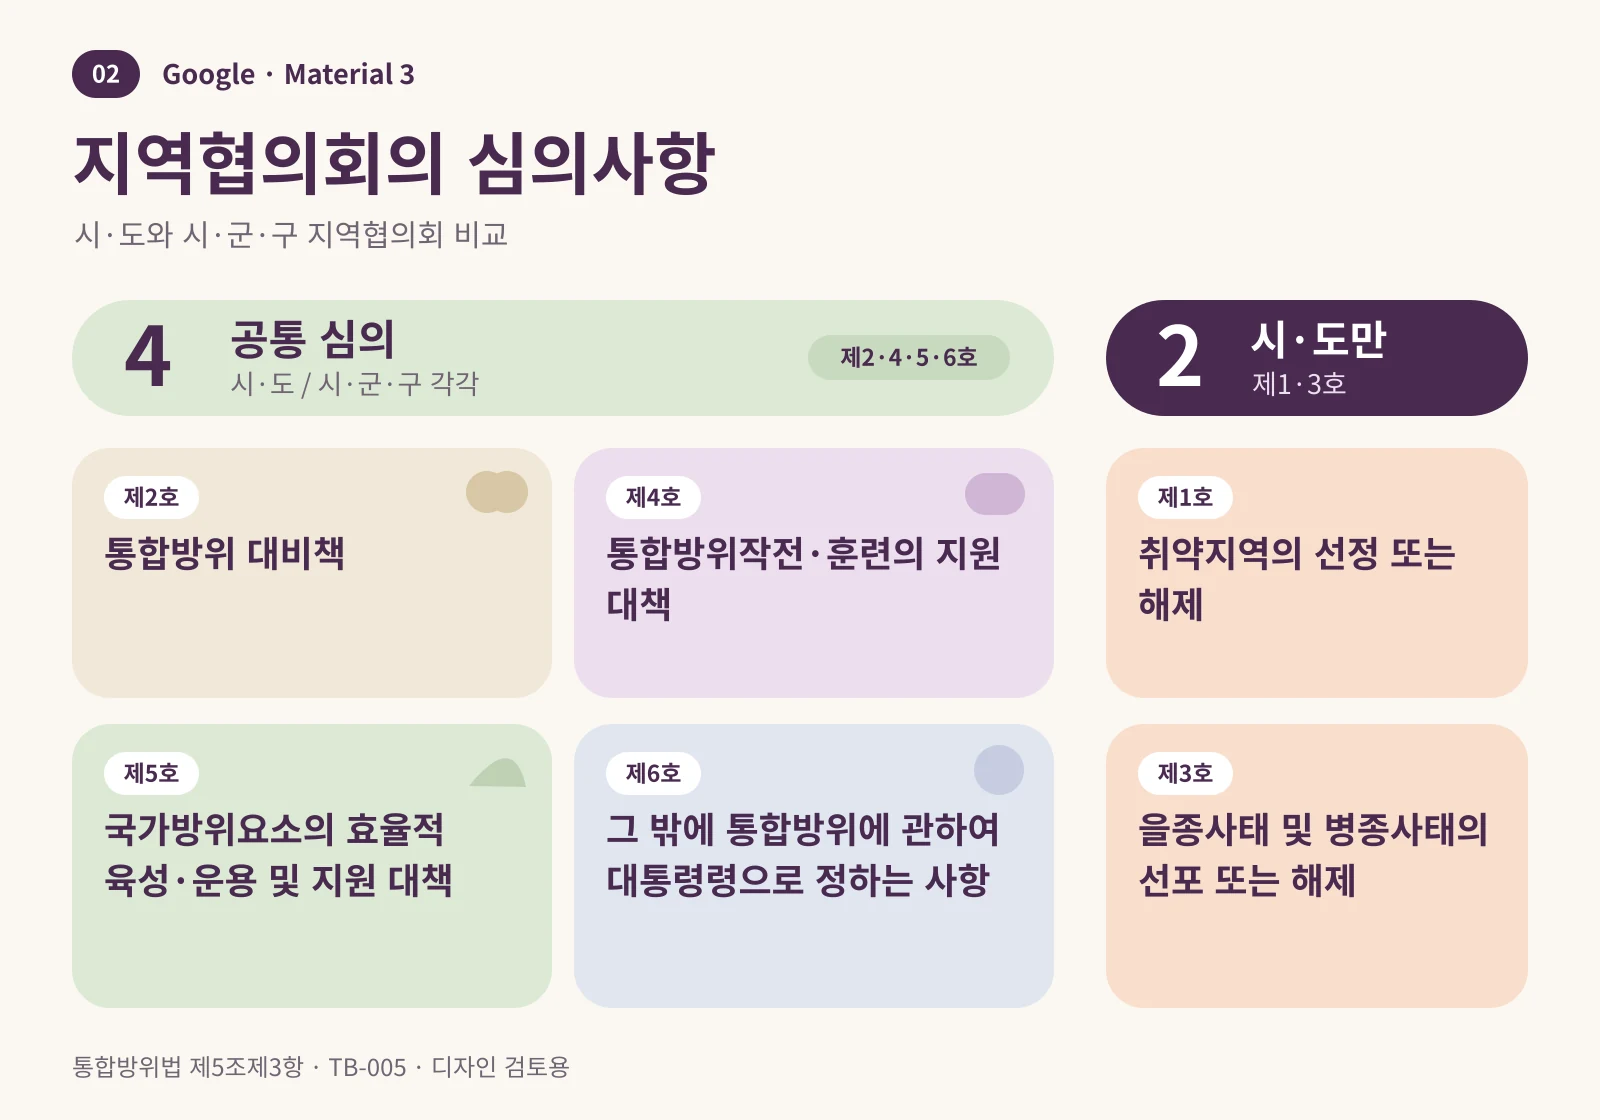 02
Google · Material 3
지역협의회의 심의사항
시·도와 시·군·구 지역협의회 비교
4
공통 심의
시·도 / 시·군·구 각각
제2·4·5·6호
2
시·도만
제1·3호
제2호
통합방위 대비책
제4호
통합방위작전·훈련의 지원
대책
제1호
취약지역의 선정 또는
해제
제5호
국가방위요소의 효율적
육성·운용 및 지원 대책
제6호
그 밖에 통합방위에 관하여
대통령령으로 정하는 사항
제3호
을종사태 및 병종사태의
선포 또는 해제
통합방위법 제5조제3항 · TB-005 · 디자인 검토용